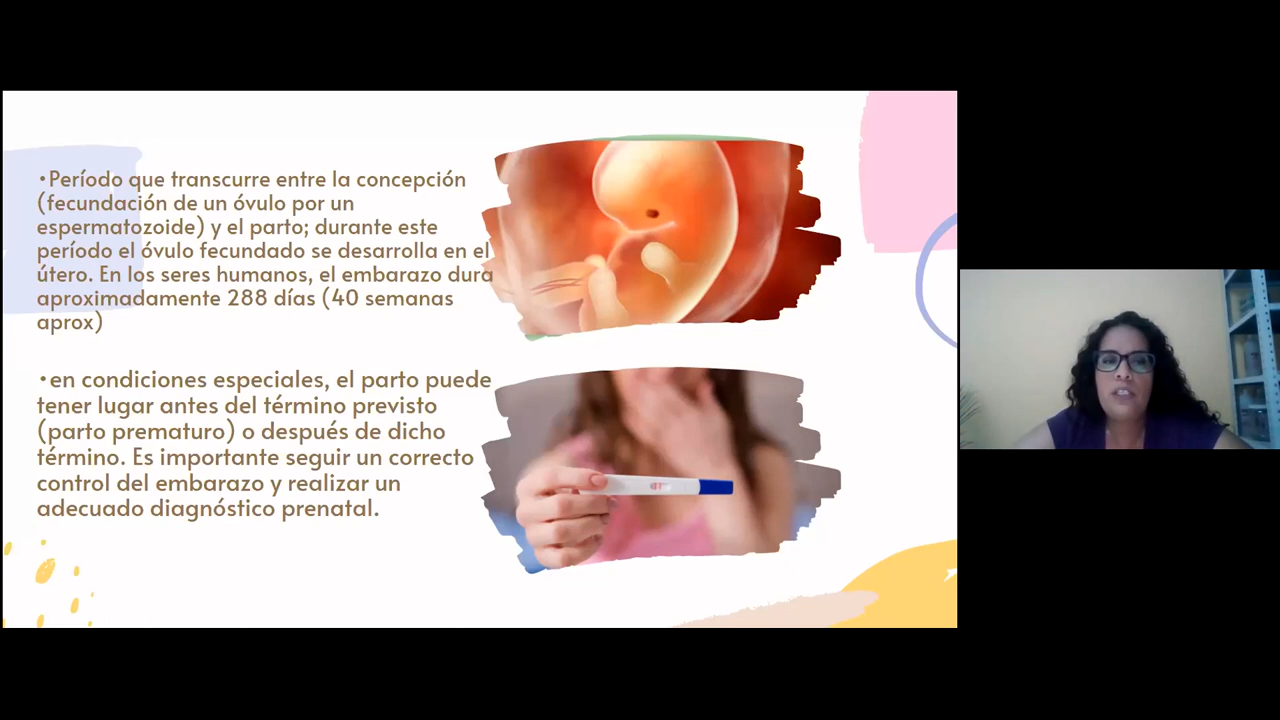 •Período que transcurre entre la concepción
(fecundación de un óvulo por un
espermatozoide) y el parto; durante este
período el óvulo fecundado se desarrolla en el
útero. En los seres humanos, el embarazo dura
aproximadamente 288 días (40 semanas
aprox)
•en condiciones especiales, el parto puede
tener lugar antes del término previsto
(parto prematuro) o después de dicho
término. Es importante seguir un correcto
control del embarazo y realizar un
adecuado diagnóstico prenatal.